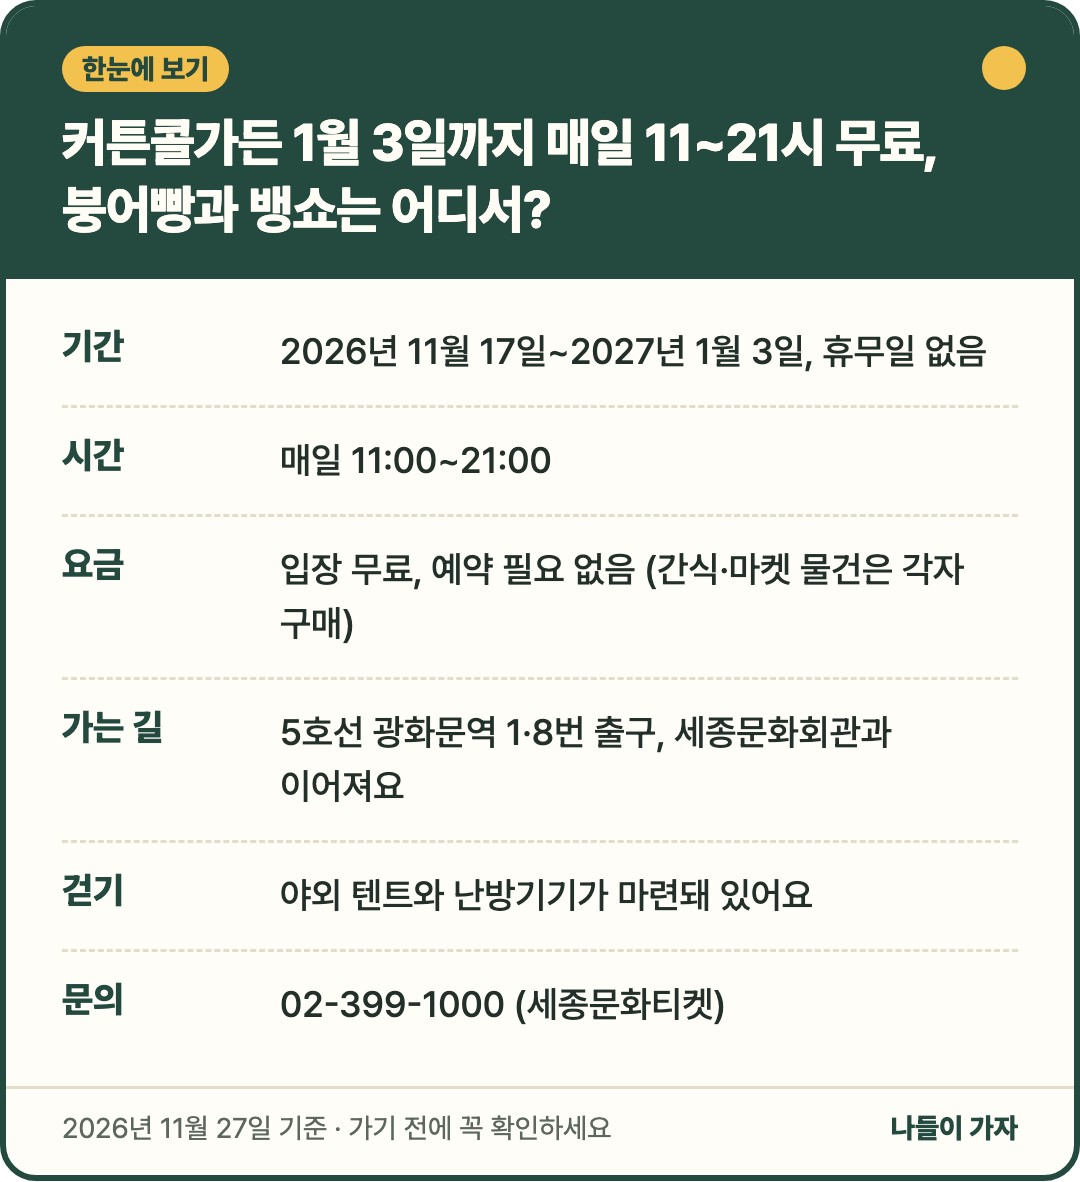 한눈에 보기
커튼콜가든 1월 3일까지 매일 11~21시 무료,
붕어빵과 뱅쇼는 어디서?
기간
2026년 11월 17일~2027년 1월 3일, 휴무일 없음
시간
매일 11:00~21:00
요금
입장 무료, 예약 필요 없음 (간식·마켓 물건은 각자
구매)
가는 길
5호선 광화문역 1·8번 출구, 세종문화회관과
이어져요
걷기
야외 텐트와 난방기기가 마련돼 있어요
문의
02-399-1000 (세종문화티켓)
2026년 11월 27일 기준 · 가기 전에 꼭 확인하세요
나들이 가자